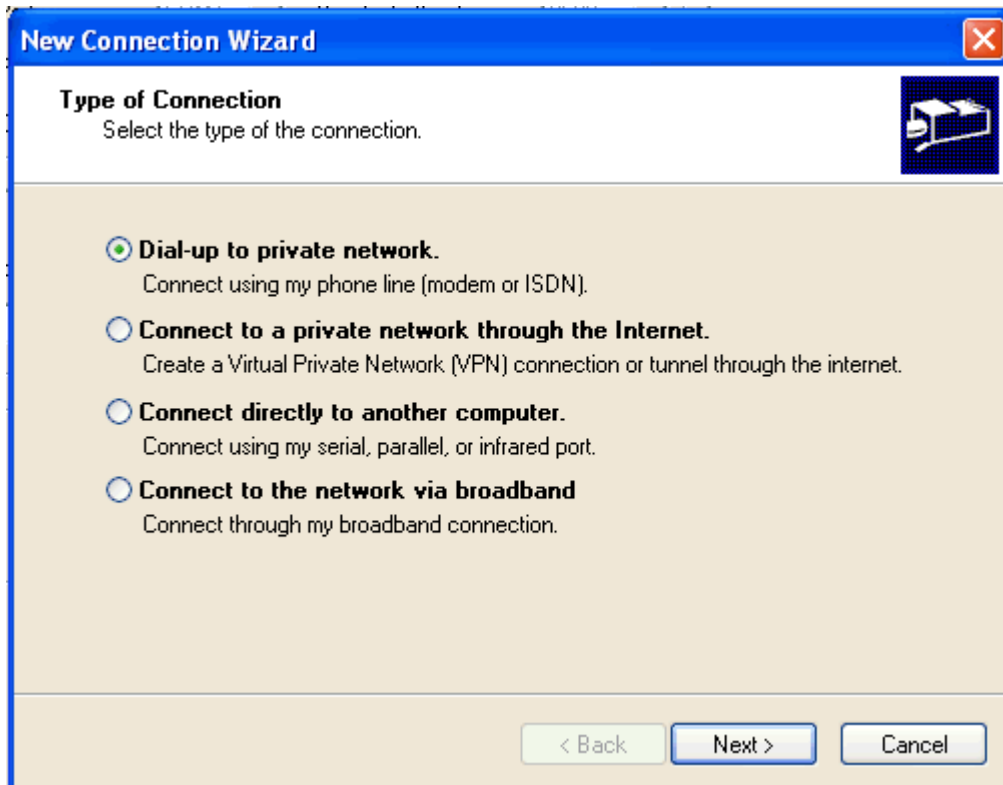 New Connection Wizard
Type of Connection
Select the type of the connection.
Dial-up to private network.
Connect using my phone line (modem or ISDN).
Connect to a private network through the Internet.
Create a Virtual Private Network (VPN) connection or tunnel through the internet.
Connect directly to another computer.
Connect using my serial, parallel, or infrared port.
Connect to the network via broadband
Connect through my broadband connection.
< Back Next > Cancel